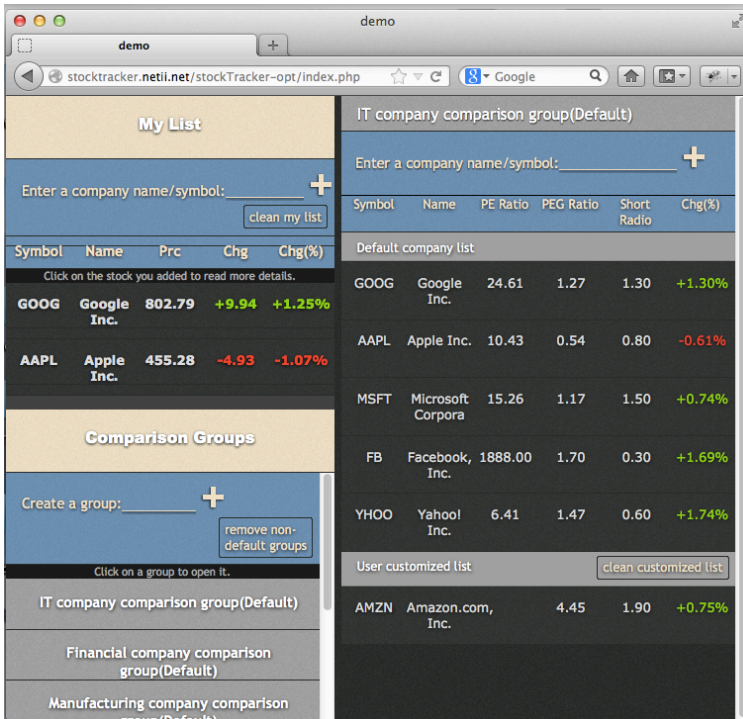 demo
demo
stocktracker.netii.net/stockTracker-opt/index.php
Google
My List
Enter a company name/symbol:
clean my list
Symbol Name Prc Chg Chg(%)
Click on the stock you added to read more details.
GOOG Google 802.79 +9.94 +1.25%
Inc.
AAPL Apple 455.28 -4.93 -1.07%
Inc.
Comparison Groups
Create a group:
remove non-
default groups
Click on a group to open it.
IT company comparison group(Default)
Financial company comparison
group(Default)
Manufacturing company comparison
group(Default)
IT company comparison group(Default)
Enter a company name/symbol:
Symbol Name PE Ratio PEG Ratio Short Chg(%)
Radio
Default company list
GOOG Google 24.61 1.27 1.30 +1.30%
Inc.
AAPL Apple Inc. 10.43 0.54 0.80 -0.61%
MSFT Microsoft 15.26 1.17 1.50 +0.74%
Corpora
FB Facebook, 1888.00 1.70 0.30 +1.69%
Inc.
YHOO Yahoo! 6.41 1.47 0.60 +1.74%
Inc.
User customized list clean customized list
AMZN Amazon.com, 4.45 1.90 +0.75%
Inc.